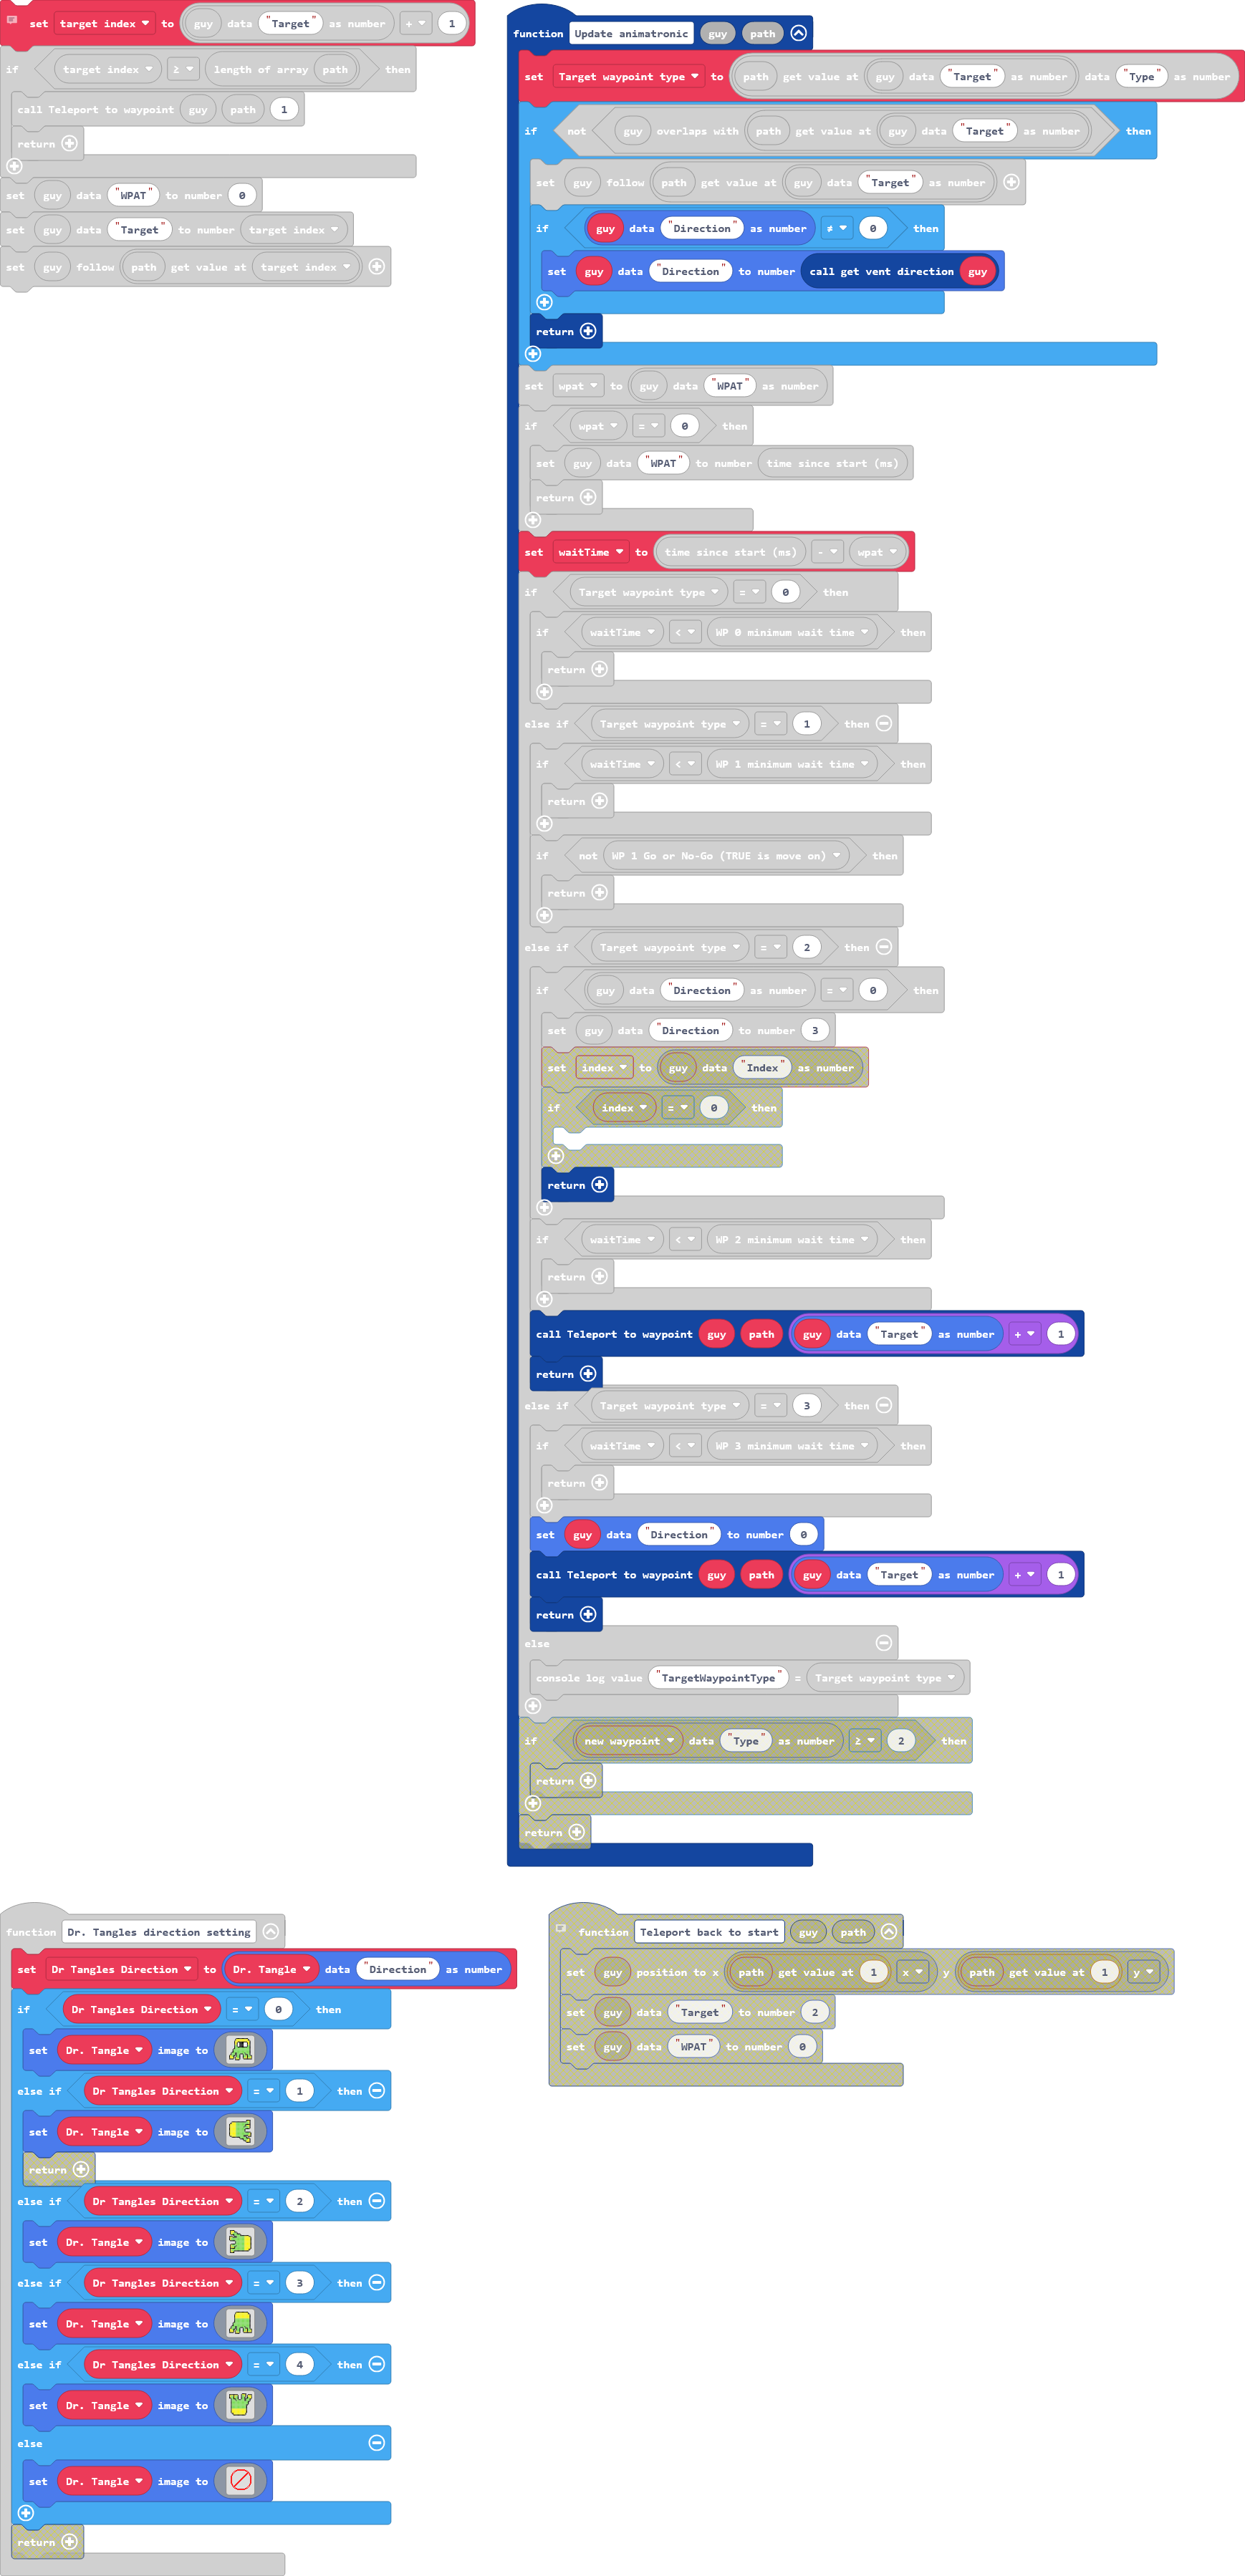 set target index to guy data "Target" as number + 1
if target index ≥ length of array path then
call Teleport to waypoint guy path 1
return
set guy data "WPAT" to number 0
set guy data "Target" to number target index
set guy follow path get value at target index
function Update animatronic guy path
set Target waypoint type to path get value at guy data "Target" as number data "Type" as number
if not guy overlaps with path get value at guy data "Target" as number then
set guy follow path get value at guy data "Target" as number
if guy data "Direction" as number ≠ 0 then
set guy data "Direction" to number call get vent direction guy
return
set wpat to guy data "WPAT" as number
if wpat = 0 then
set guy data "WPAT" to number time since start (ms)
return
set waitTime to time since start (ms) - wpat
if Target waypoint type = 0 then
if waitTime < WP 0 minimum wait time then
return
else if Target waypoint type = 1 then
if waitTime < WP 1 minimum wait time then
return
if not WP 1 Go or No-Go (TRUE is move on) then
return
else if Target waypoint type = 2 then
if guy data "Direction" as number = 0 then
set guy data "Direction" to number 3
set index to guy data "Index" as number
if index = 0 then
return
if waitTime < WP 2 minimum wait time then
return
call Teleport to waypoint guy path guy data "Target" as number + 1
return
else if Target waypoint type = 3 then
if waitTime < WP 3 minimum wait time then
return
set guy data "Direction" to number 0
call Teleport to waypoint guy path guy data "Target" as number + 1
return
else
console log value "TargetWaypointType" = Target waypoint type
if new waypoint data "Type" as number ≥ 2 then
return
return
function Dr. Tangles direction setting
set Dr Tangles Direction to Dr. Tangle data "Direction" as number
if Dr Tangles Direction = 0 then
set Dr. Tangle image to
else if Dr Tangles Direction = 1 then
set Dr. Tangle image to
return
else if Dr Tangles Direction = 2 then
set Dr. Tangle image to
else if Dr Tangles Direction = 3 then
set Dr. Tangle image to
else if Dr Tangles Direction = 4 then
set Dr. Tangle image to
else
set Dr. Tangle image to
return
function Teleport back to start guy path
set guy position to x path get value at 1 x y path get value at 1 y
set guy data "Target" to number 2
set guy data "WPAT" to number 0